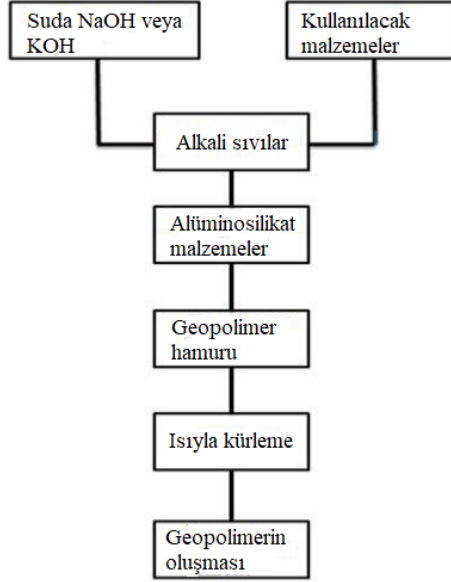 Suda NaOH veya
KOH
Kullanılacak
malzemeler
Alkali sıvılar
Alüminosilikat
malzemeler
Geopolimer
hamuru
Isıyla kürleme
Geopolimerin
oluşması